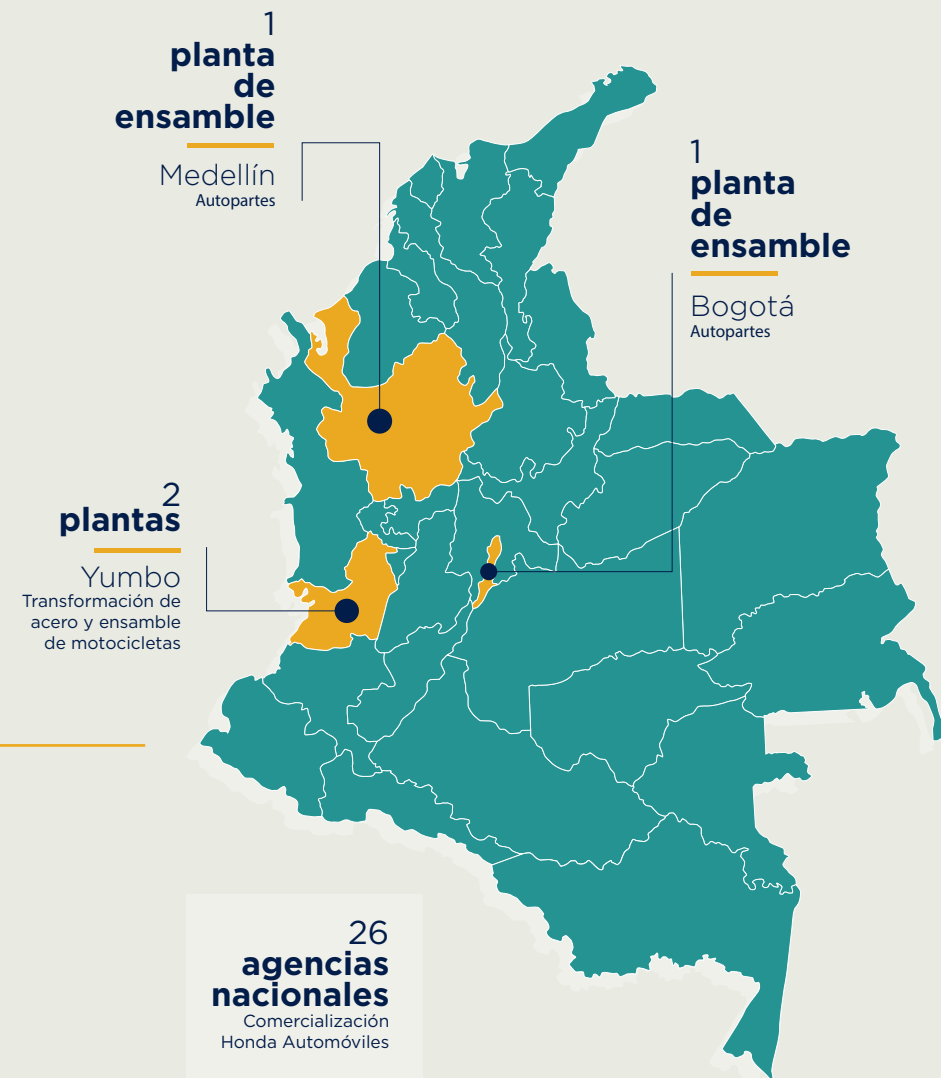 1
planta
de
ensamble
Medellín
Autopartes
1
planta
de
ensamble
Bogotá
Autopartes
2
plantas
Yumbo
Transformación de
acero y ensamble
de motocicletas
26
agencias
nacionales
Comercialización
Honda Automóviles